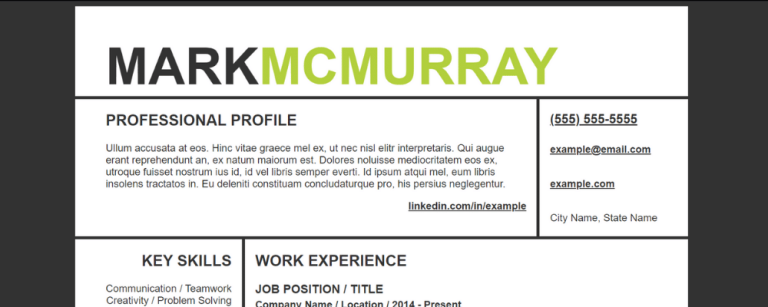 MARKMCMURRAY
PROFESSIONAL PROFILE
Ullum accusata at eos. Hinc vitae graece mel ex, ut nec nisl elitr interpretaris. Qui augue
erant reprehendunt an, ex natum maiorum est. Dolores noluisse mediocritatem eos ex,
utroque fuisset nostrum ius id, id vel libris semper everti. Id ipsum atqui mel, eum libris
insolens tractatos in. Eu deleniti constituam concludaturque pro, his persius neglegentur.
linkedin.com/in/example
(555) 555-5555
example@email.com
example.com
City Name, State Name
KEY SKILLS
Communication / Teamwork
Creativity / Problem Solving
WORK EXPERIENCE
JOB POSITION / TITLE
Company Name / Location / 2014 - Present